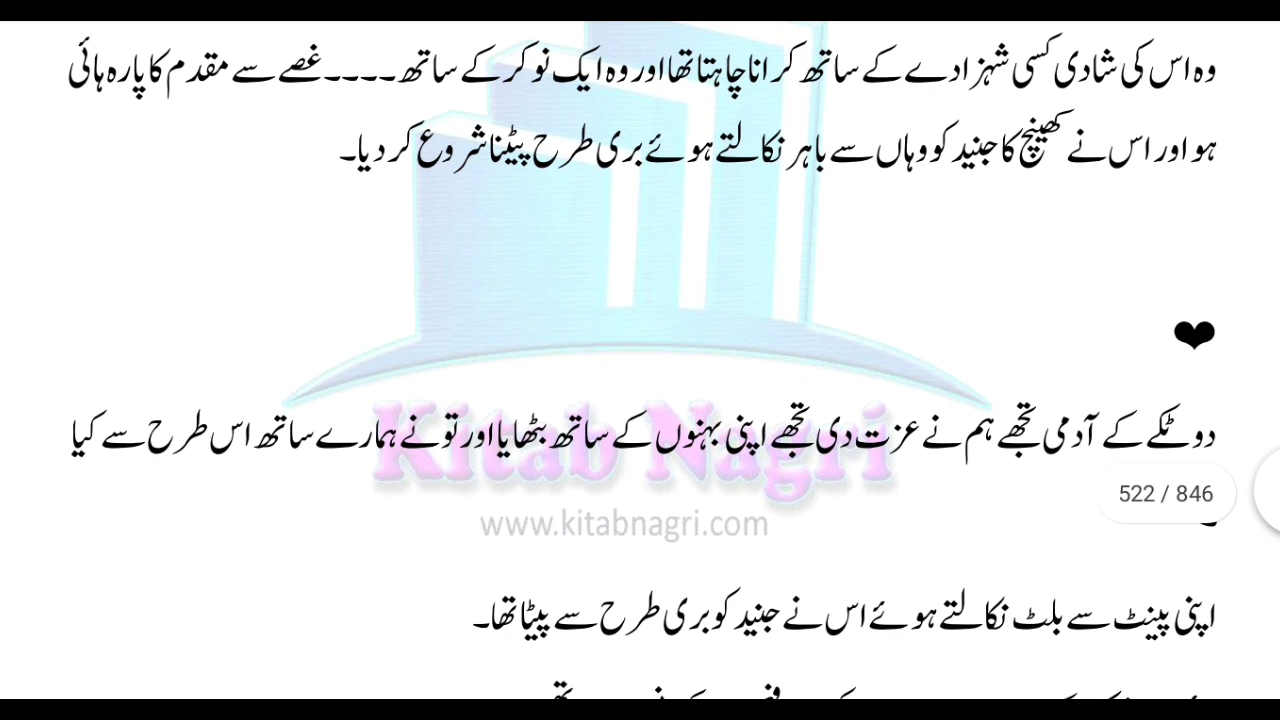 وہ اس کی شادی کسی شہزادے کے ساتھ کرانا چاہتا تھا اور وہ ایک نوکر کے ساتھ۔۔۔۔غصے سے مقدم کا پارہ ہائی
ہو اور اس نے کھینچ کا جنید کو وہاں سے باہر نکالتے ہوئے بری طرح پیٹنا شروع کر دیا۔
❤
دو ٹکے کے آدمی تجھے ہم نے عزت دی تجھے اپنی بہنوں کے ساتھ بٹھایا اور تو نے ہمارے ساتھ اس طرح سے کیا
Kitab Nagri
522 / 846
www.kitabnagri.com
اپنی پینٹ سے بلٹ نکالتے ہوئے اس نے جنید کو بری طرح سے پیٹا تھا۔